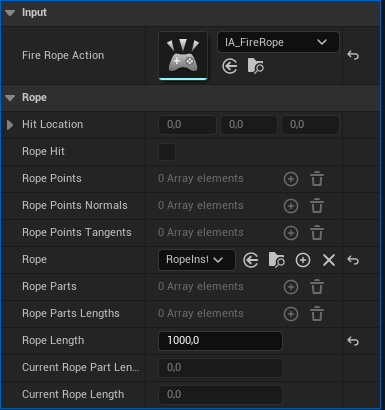 Input
Fire Rope Action
IA_FireRope
Rope
Hit Location 0,0 0,0 0,0
Rope Hit
Rope Points 0 Array elements
Rope Points Normals 0 Array elements
Rope Points Tangents 0 Array elements
Rope RopeInst
Rope Parts 0 Array elements
Rope Parts Lengths 0 Array elements
Rope Length 1000,0
Current Rope Part Len... 0,0
Current Rope Length 0,0